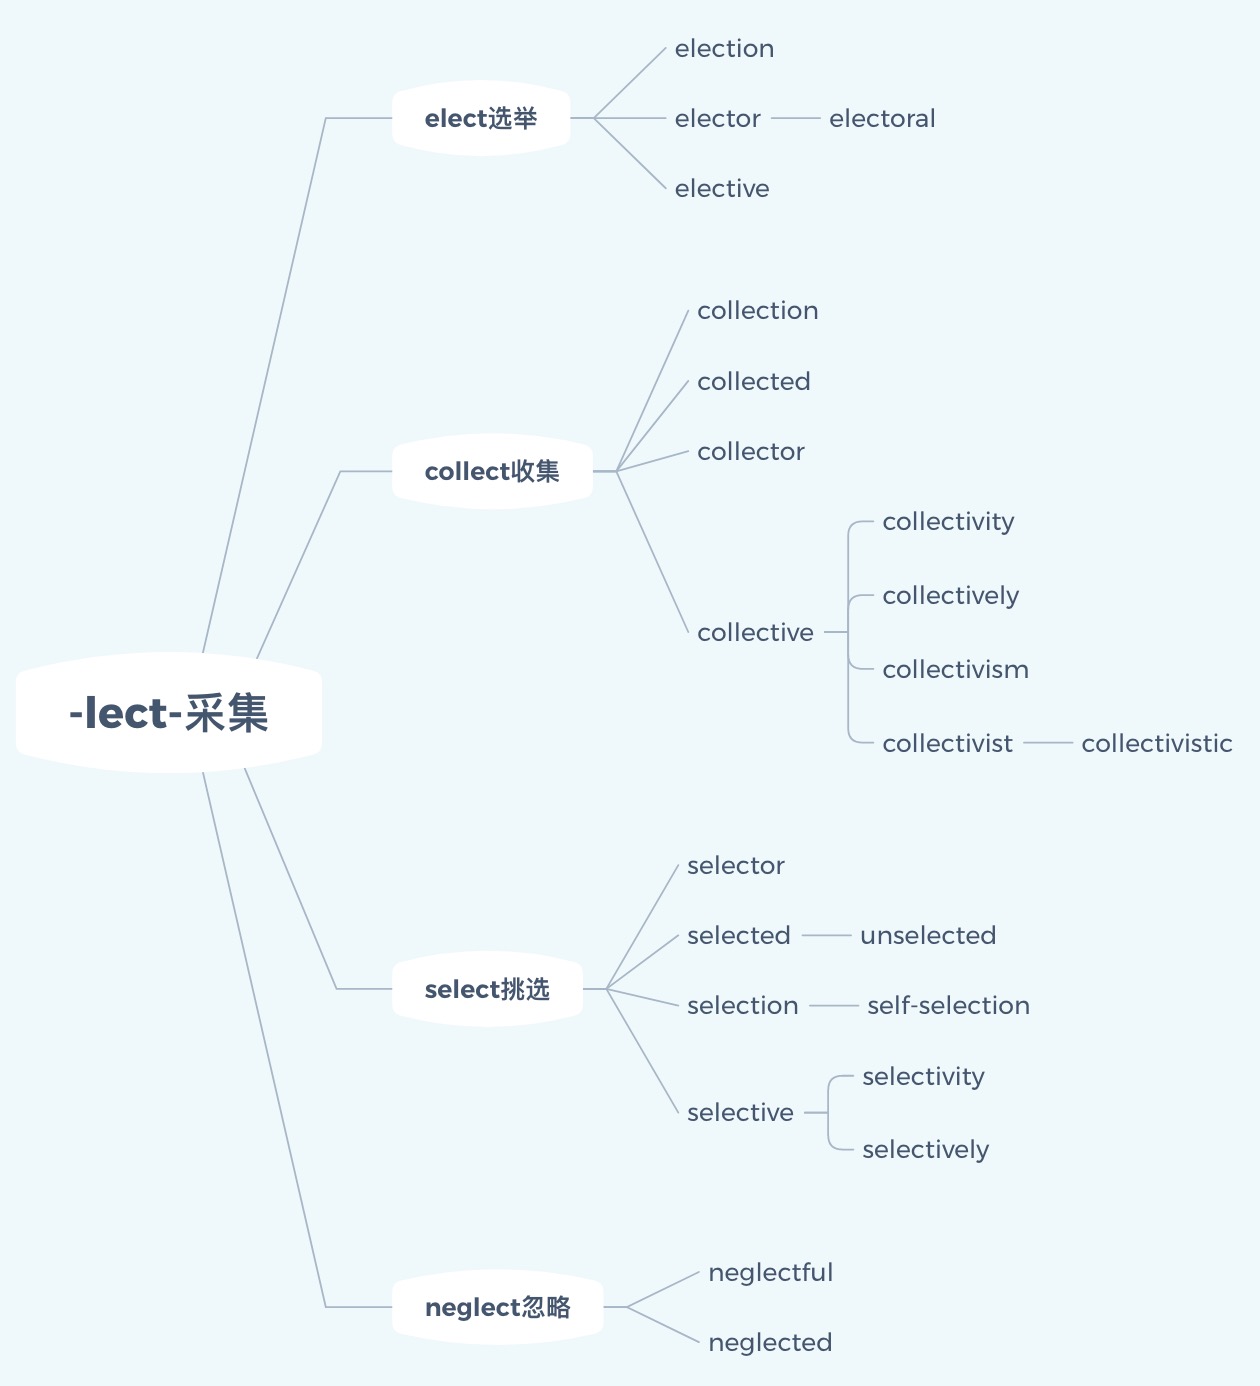 -lect-采集
elect选举
election
elector
electoral
elective
collect收集
collection
collected
collector
collective
collectivity
collectively
collectivism
collectivist
collectivistic
select挑选
selector
selected
unselected
selection
self-selection
selective
selectivity
selectively
neglect忽略
neglectful
neglected